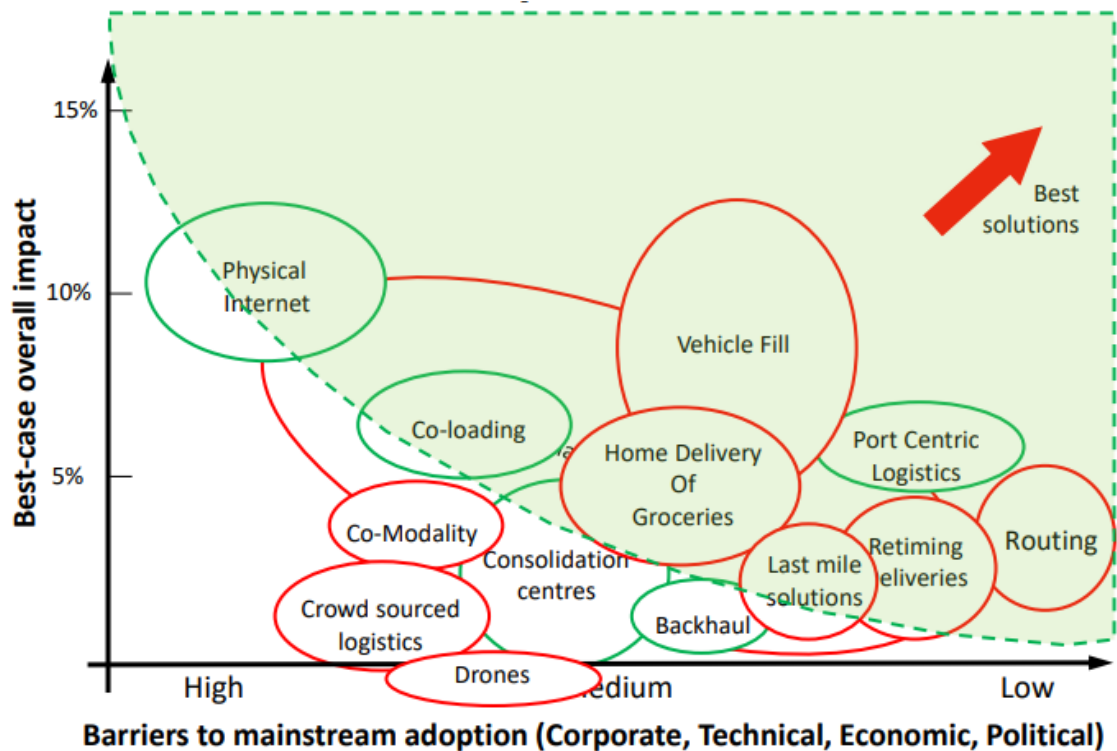 15%
10%
5%
Best-case overall impact
Best
solutions
Physical
Internet
Vehicle Fill
Co-loading
Home Delivery
Of
Groceries
Port Centric
Logistics
Co-Modality
Consolidation
centres
Last mile
solutions
Retiming
eliveries
Routing
Crowd sourced
logistics
Backhaul
Drones
High
edium
Low
Barriers to mainstream adoption (Corporate, Technical, Economic, Political)